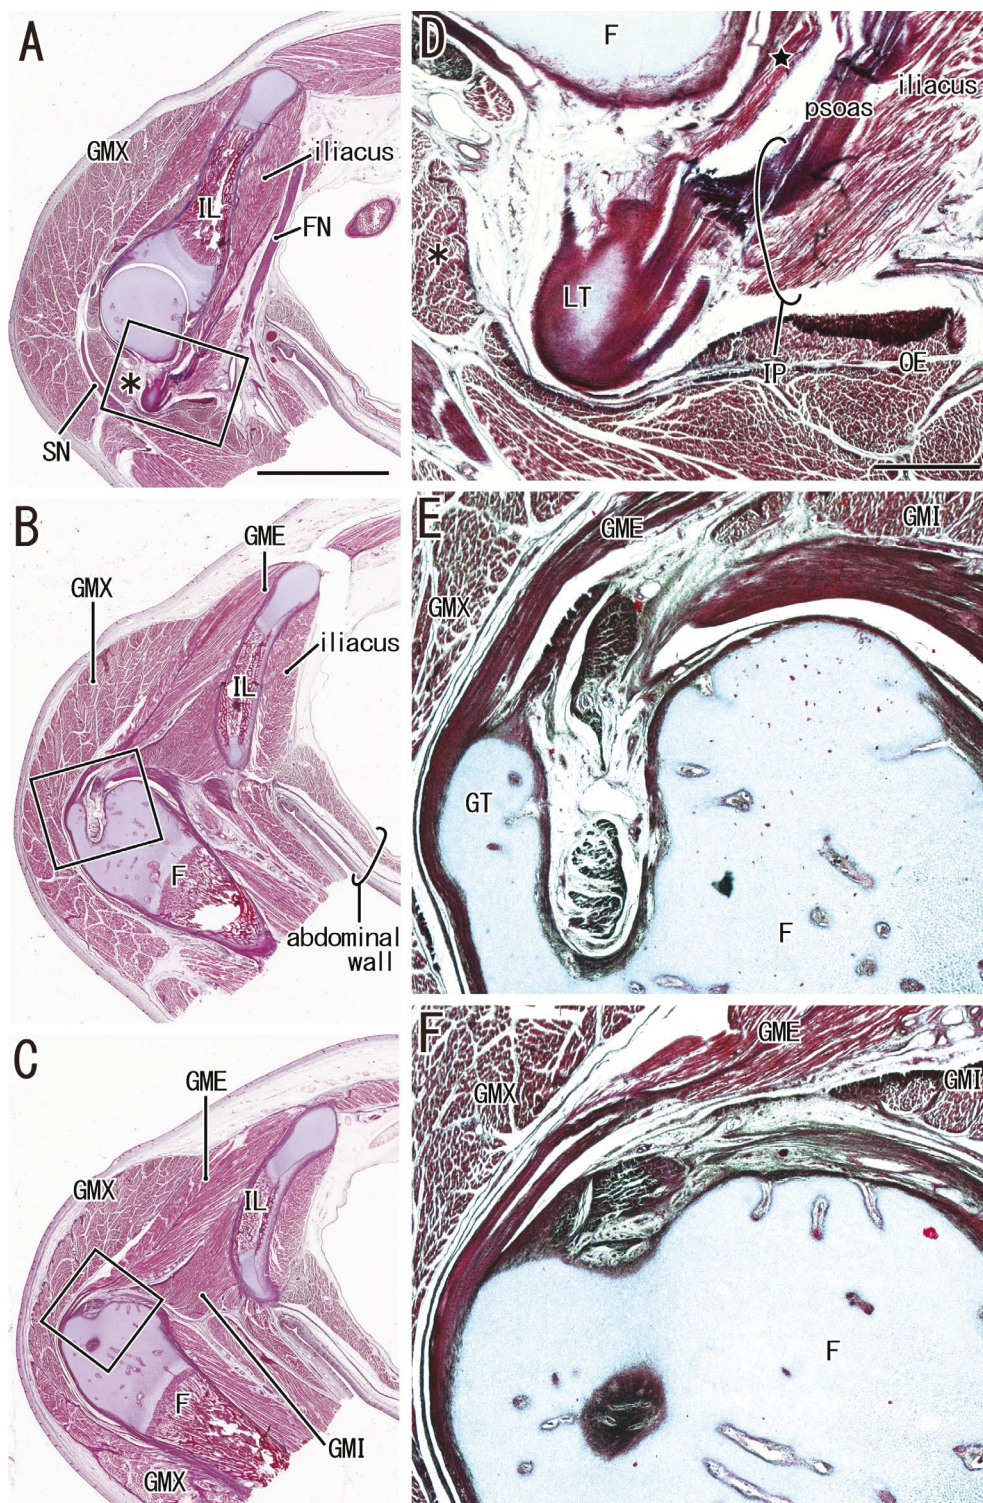 A
GMX
iliacus
IL
FN
*
SN
B
GME
GMX
iliacus
IL
F
abdominal
wall
C
GME
GMX
IL
F
GMI
GMX
D
F
★
iliacus
psoas
*
LT
IP
OE
E
GME
GMI
GMX
GT
F
F
GME
GMX
GMI
F